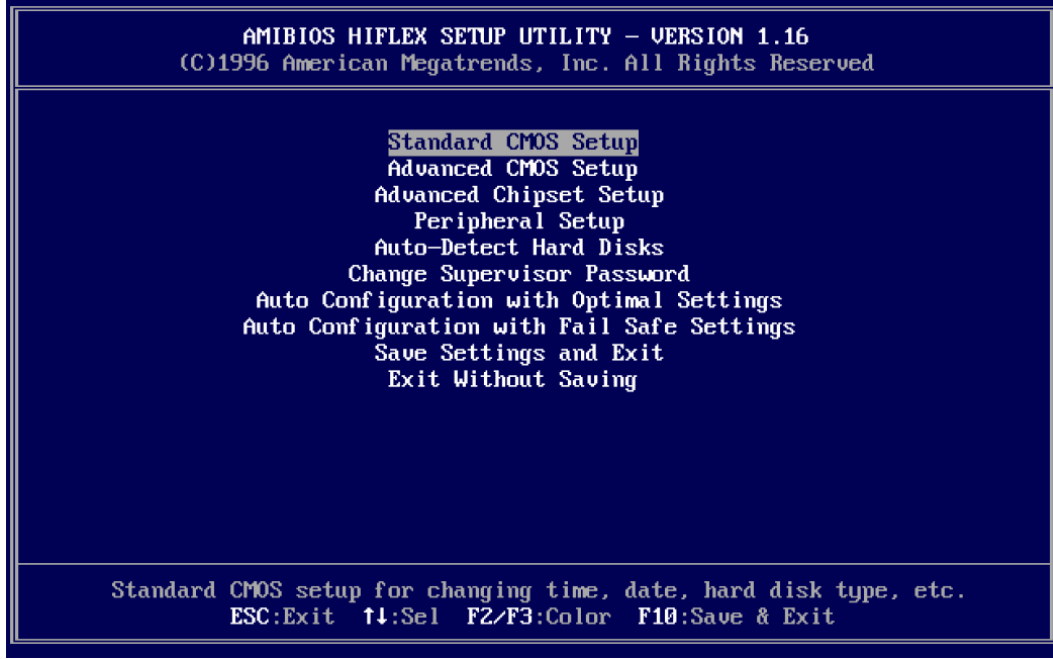 AMIBIOS HIFLEX SETUP UTILITY – VERSION 1.16
(C)1996 American Megatrends, Inc. All Rights Reserved
Standard CMOS Setup
Advanced CMOS Setup
Advanced Chipset Setup
Peripheral Setup
Auto-Detect Hard Disks
Change Supervisor Password
Auto Configuration with Optimal Settings
Auto Configuration with Fail Safe Settings
Save Settings and Exit
Exit Without Saving
Standard CMOS setup for changing time, date, hard disk type, etc.
ESC:Exit ↑↓:Sel F2/F3:Color F10:Save & Exit